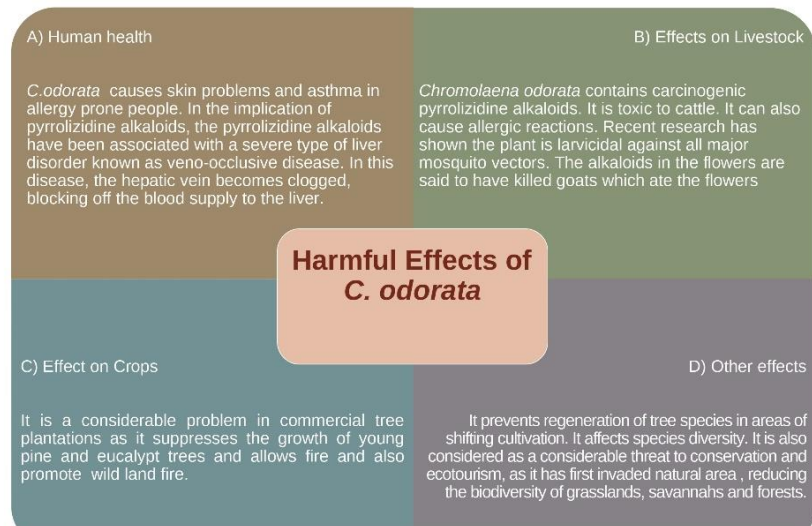 A) Human health
C.odorata causes skin problems and asthma in
allergy prone people. In the implication of
pyrrolizidine alkaloids, the pyrrolizidine alkaloids
have been associated with a severe type of liver
disorder known as veno-occlusive disease. In this
disease, the hepatic vein becomes clogged,
blocking off the blood supply to the liver.
B) Effects on Livestock
Chromolaena odorata contains carcinogenic
pyrrolizidine alkaloids. It is toxic to cattle. It can also
cause allergic reactions. Recent research has
shown the plant is larvicidal against all major
mosquito vectors. The alkaloids in the flowers are
said to have killed goats which ate the flowers
Harmful Effects of
C. odorata
C) Effect on Crops
It is a considerable problem in commercial tree
plantations as it suppresses the growth of young
pine and eucalypt trees and allows fire and also
promote wild land fire.
D) Other effects
It prevents regeneration of tree species in areas of
shifting cultivation. It affects species diversity. It is also
considered as a considerable threat to conservation and
ecotourism, as it has first invaded natural area , reducing
the biodiversity of grasslands, savannahs and forests.